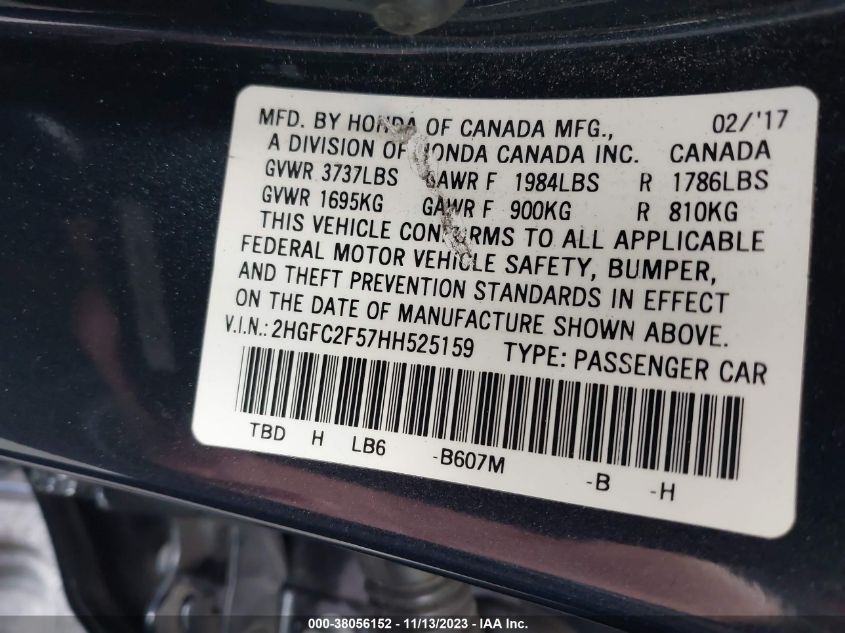 MFD. BY HONDA OF CANADA MFG., 02/'17
A DIVISION OF HONDA CANADA INC. CANADA
GVWR 3737LBS GAWR F 1984LBS R 1786LBS
GVWR 1695KG GAWR F 900KG R 810KG
THIS VEHICLE CONFORMS TO ALL APPLICABLE
FEDERAL MOTOR VEHICLE SAFETY, BUMPER,
AND THEFT PREVENTION STANDARDS IN EFFECT
ON THE DATE OF MANUFACTURE SHOWN ABOVE.
V.I.N.: 2HGFC2F57HH525159 TYPE: PASSENGER CAR
TBD H LB6 -B607M -B -H
000-38056152 - 11/13/2023 - IAA Inc.